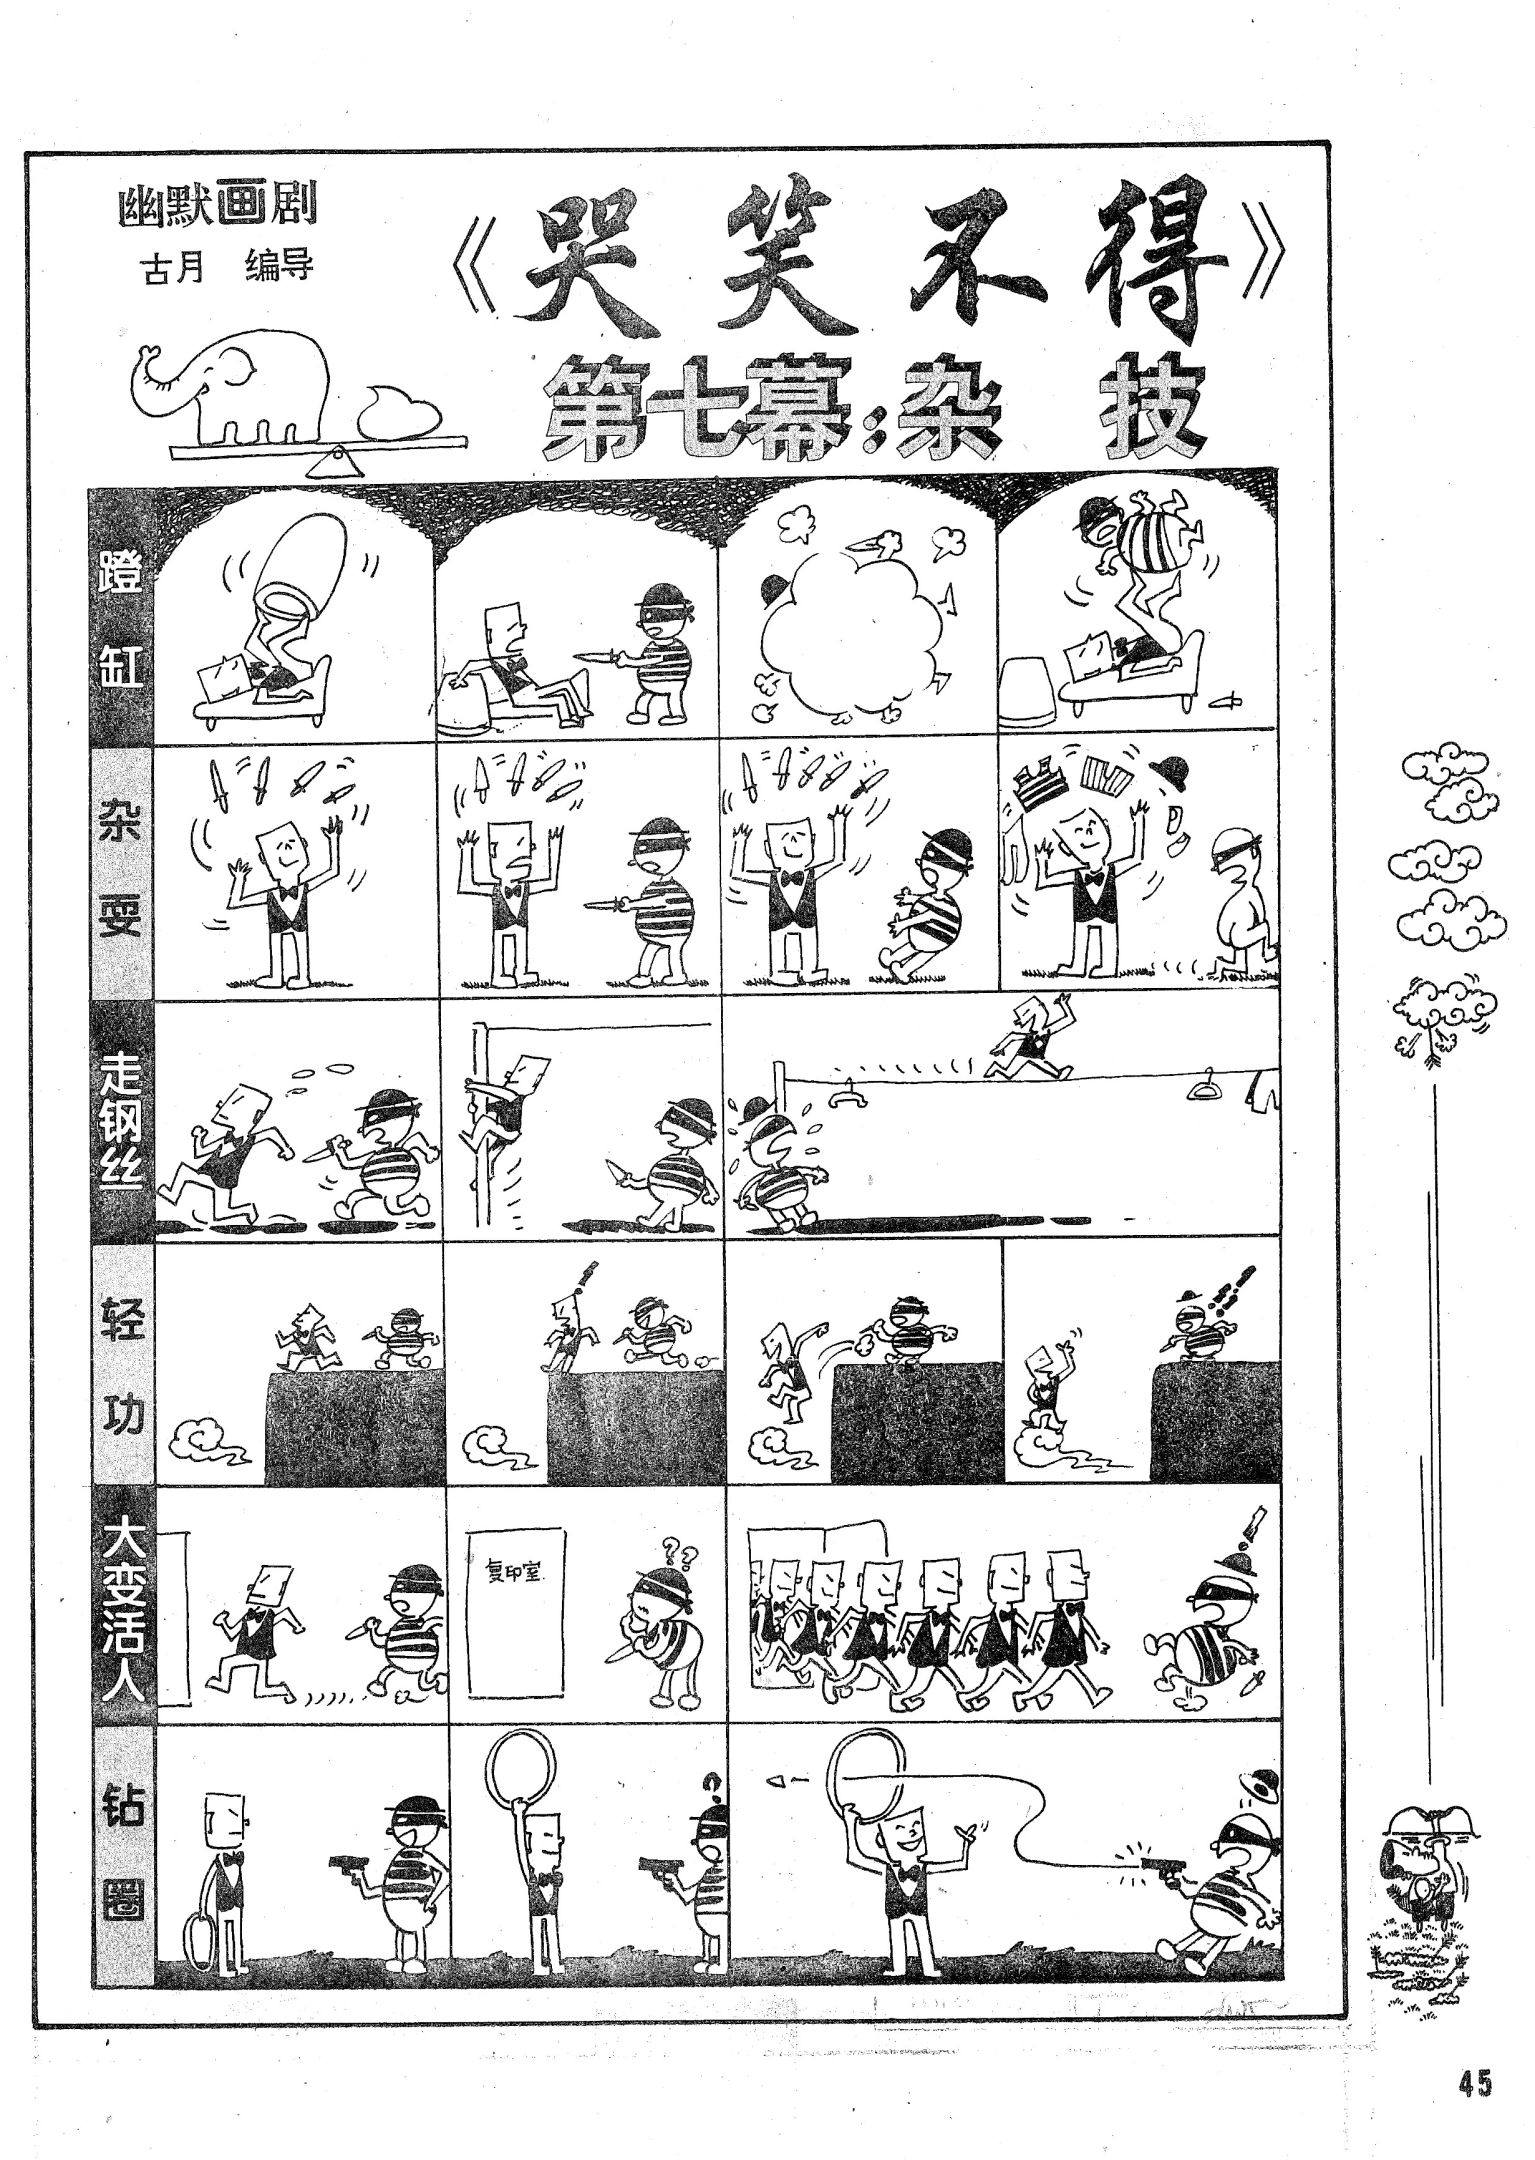 幽默画剧
古月 编导
《哭笑不得》
第七幕:杂技
蹬缸
杂耍
走钢丝
轻功
大变活人
复印室
? ?
钻圈
45